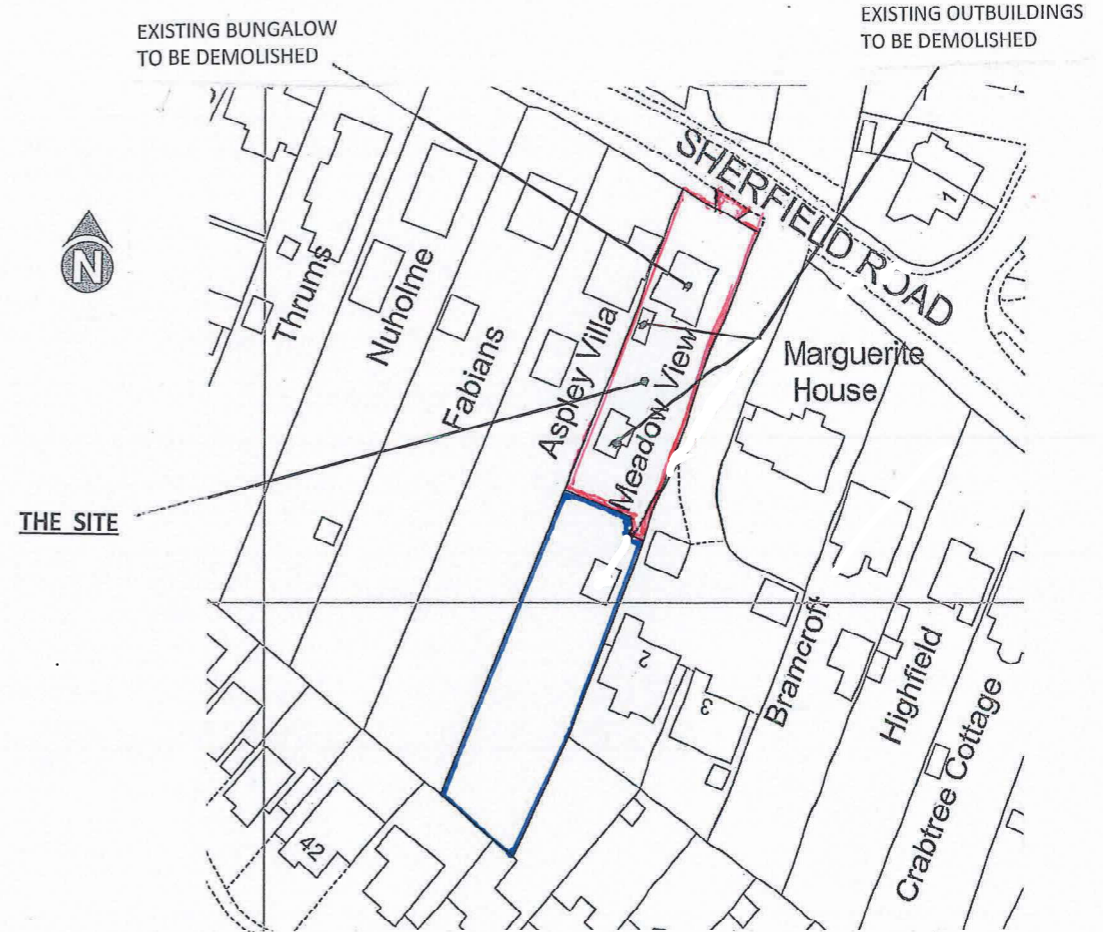 EXISTING BUNGALOW
TO BE DEMOLISHED
EXISTING OUTBUILDINGS
TO BE DEMOLISHED
SHERFIELD ROAD
1
N
Thrums
Nuholme
Fabians
Aspley Villa
Meadow View
Marguerite
House
THE SITE
2
3
Bramcroft
Highfield
Crabtree Cottage
42